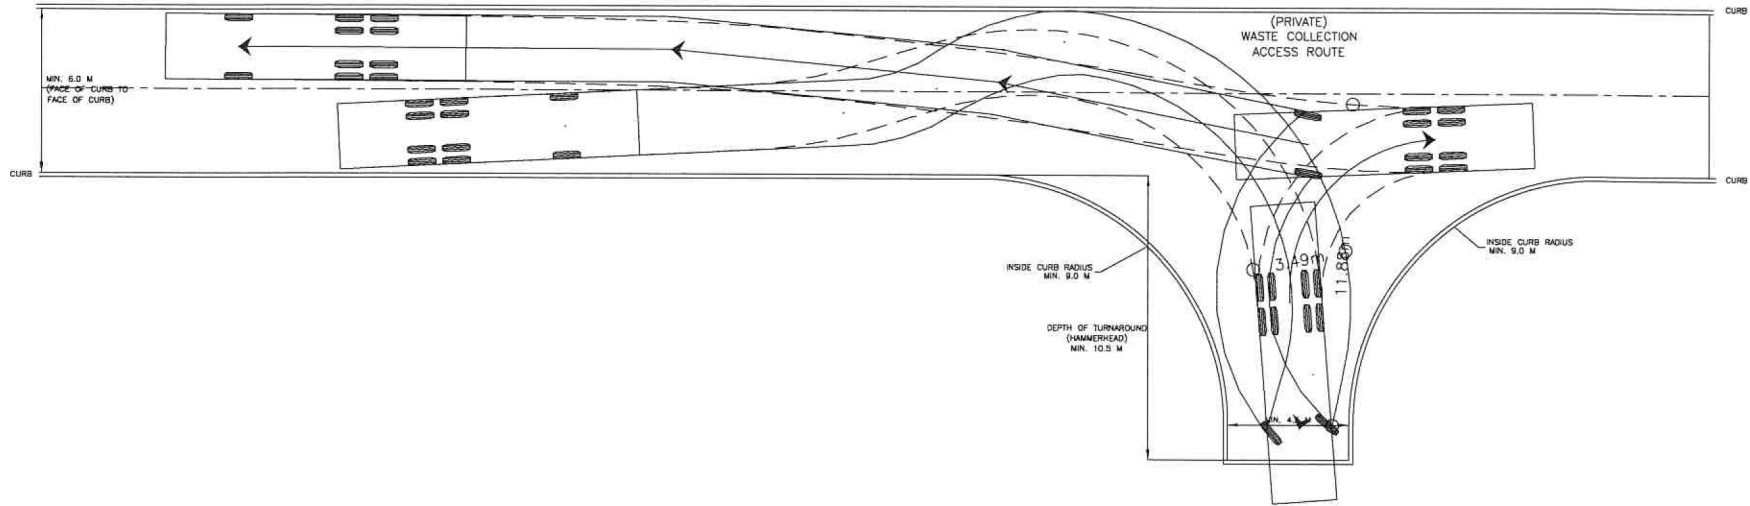 CURB
(PRIVATE)
WASTE COLLECTION
ACCESS ROUTE
MIN. 6.0 M
(FACE OF CURB TO
FACE OF CURB)
CURB
CURB
INSIDE CURB RADIUS
MIN. 9.0 M
INSIDE CURB RADIUS
MIN. 9.0 M
3.49m
11.88m
DEPTH OF TURNAROUND
(HAMMERHEAD)
MIN. 10.5 M